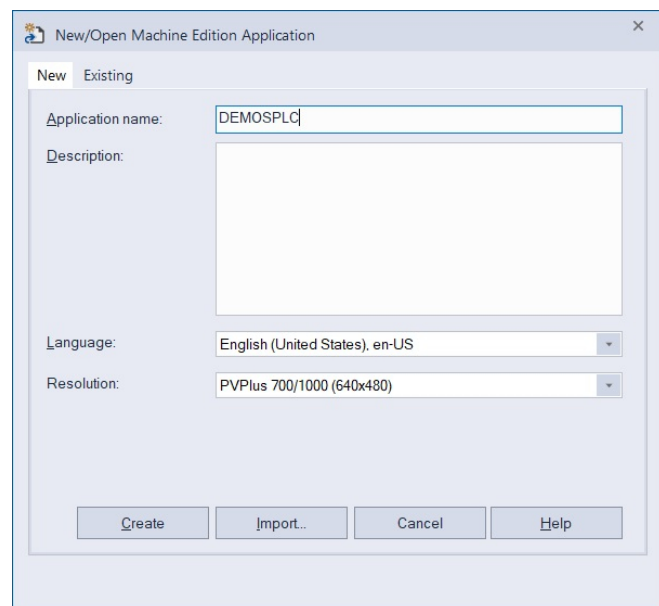 New/Open Machine Edition Application
New Existing
Application name: DEMOSPLC
Description:
Language: English (United States), en-US
Resolution: PVPlus 700/1000 (640x480)
Create Import... Cancel Help